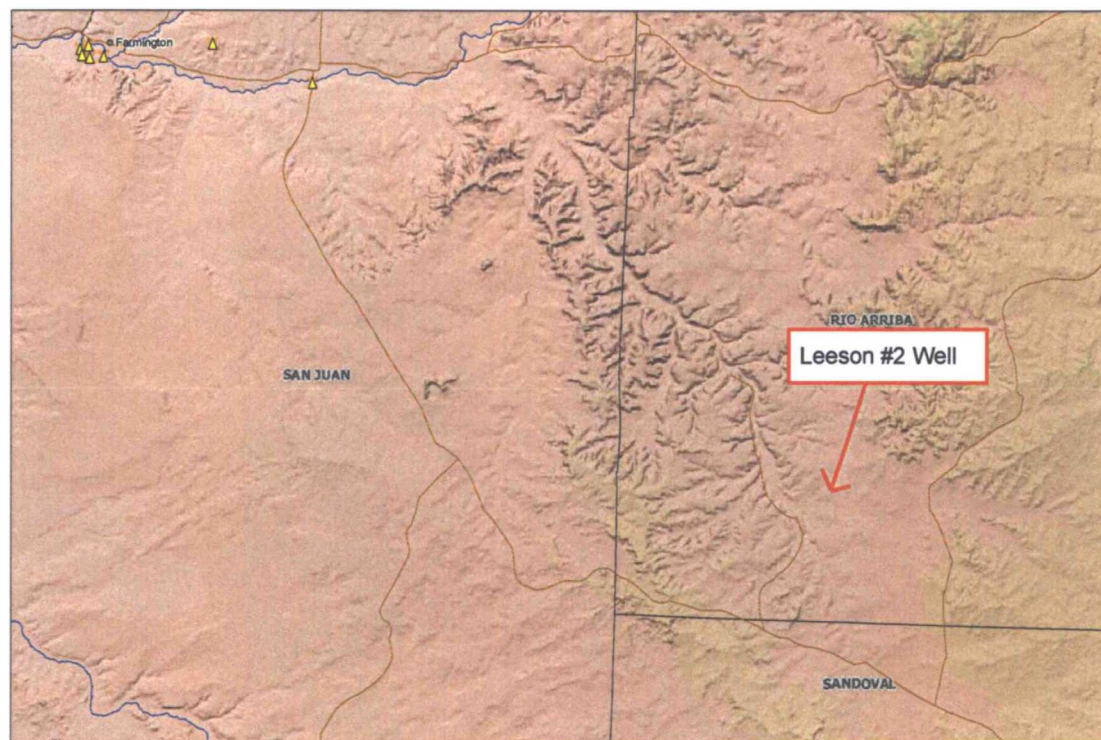 Farmington
RIO ARRIBA
Leeson #2 Well
SAN JUAN
SANDOVAL